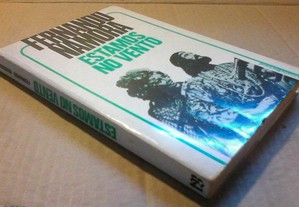 FERNANDO
NAMORA
ESTAMOS
NO VENTO
ESTAMOS NO VENTO